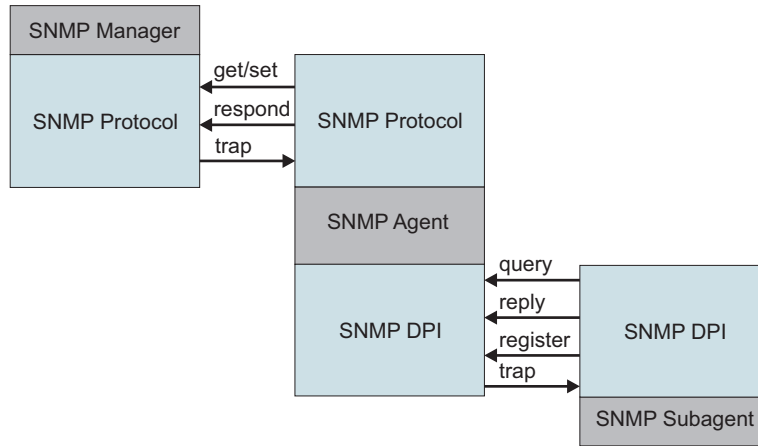 SNMP Manager
SNMP Protocol
get/set
respond
trap
SNMP Protocol
SNMP Agent
SNMP DPI
query
reply
register
trap
SNMP DPI
SNMP Subagent